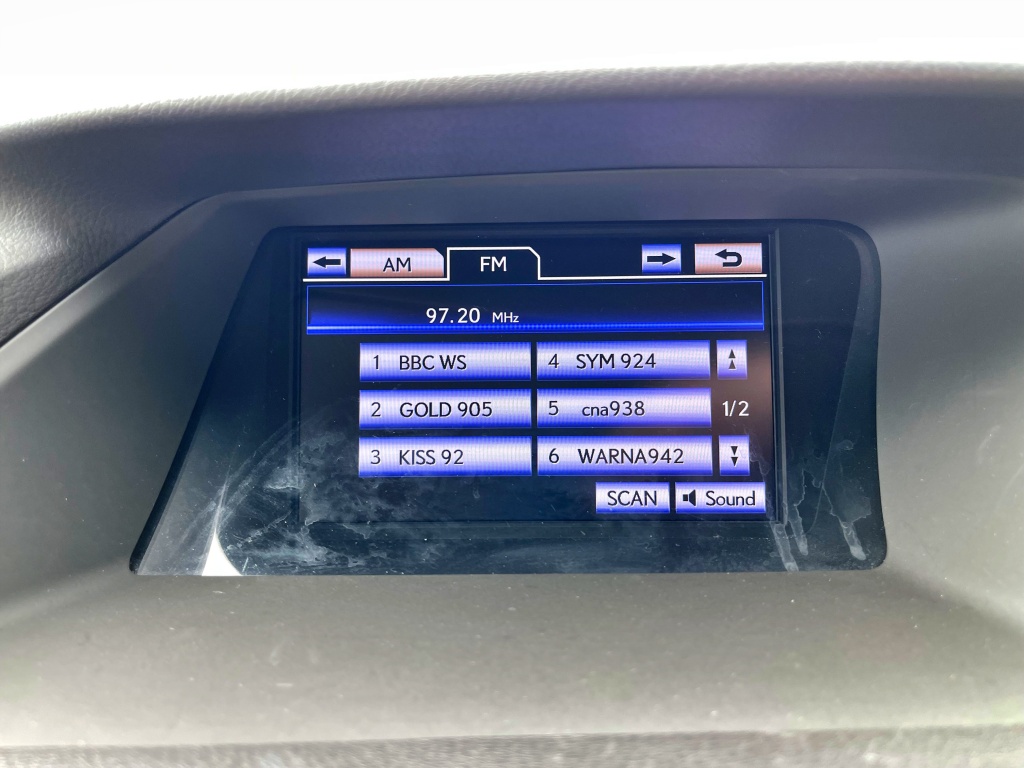 AM FM
97.20 MHz
1 BBC WS 4 SYM 924
2 GOLD 905 5 cna938 1/2
3 KISS 92 6 WARNA942
SCAN Sound